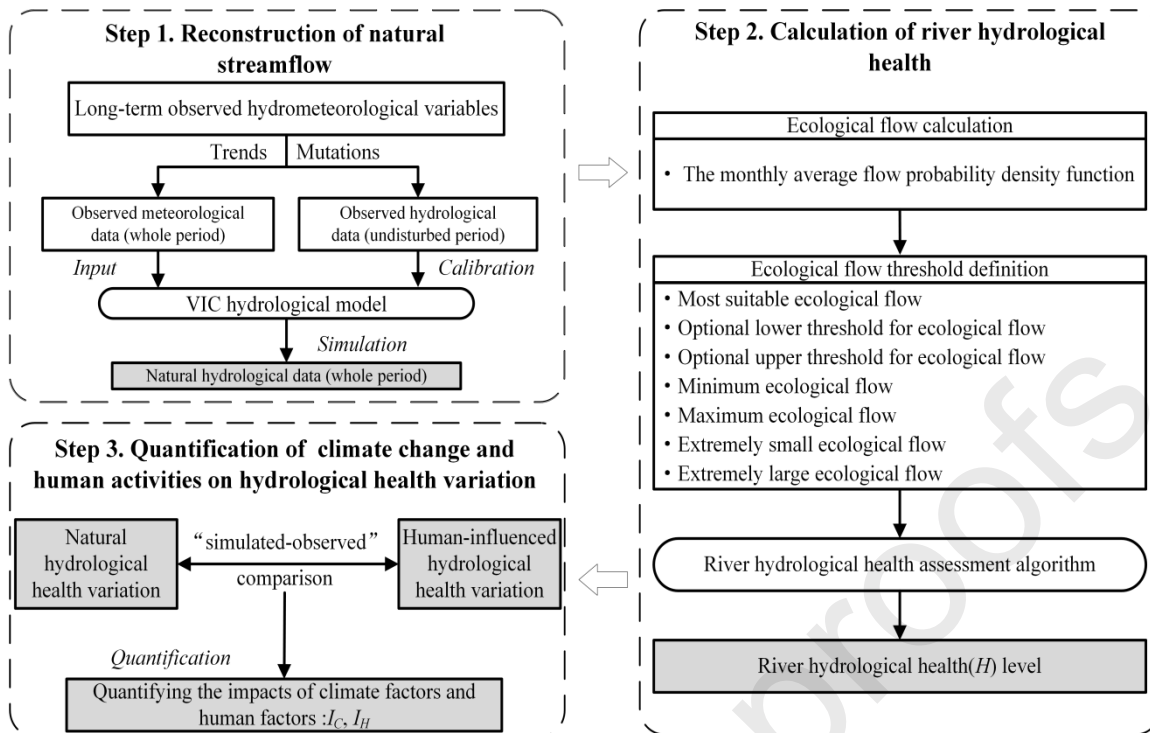 Step 1. Reconstruction of natural
streamflow
Long-term observed hydrometeorological variables
Trends
Mutations
Observed meteorological
data (whole period)
Observed hydrological
data (undisturbed period)
Input
Calibration
VIC hydrological model
Simulation
Natural hydrological data (whole period)
Step 2. Calculation of river hydrological
health
Ecological flow calculation
• The monthly average flow probability density function
Ecological flow threshold definition
• Most suitable ecological flow
• Optional lower threshold for ecological flow
• Optional upper threshold for ecological flow
• Minimum ecological flow
• Maximum ecological flow
• Extremely small ecological flow
• Extremely large ecological flow
River hydrological health assessment algorithm
River hydrological health(H) level
Step 3. Quantification of climate change and
human activities on hydrological health variation
Natural
hydrological
health variation
“simulated-observed”
comparison
Human-influenced
hydrological
health variation
Quantification
Quantifying the impacts of climate factors and
human factors :I_C, I_H
proofs